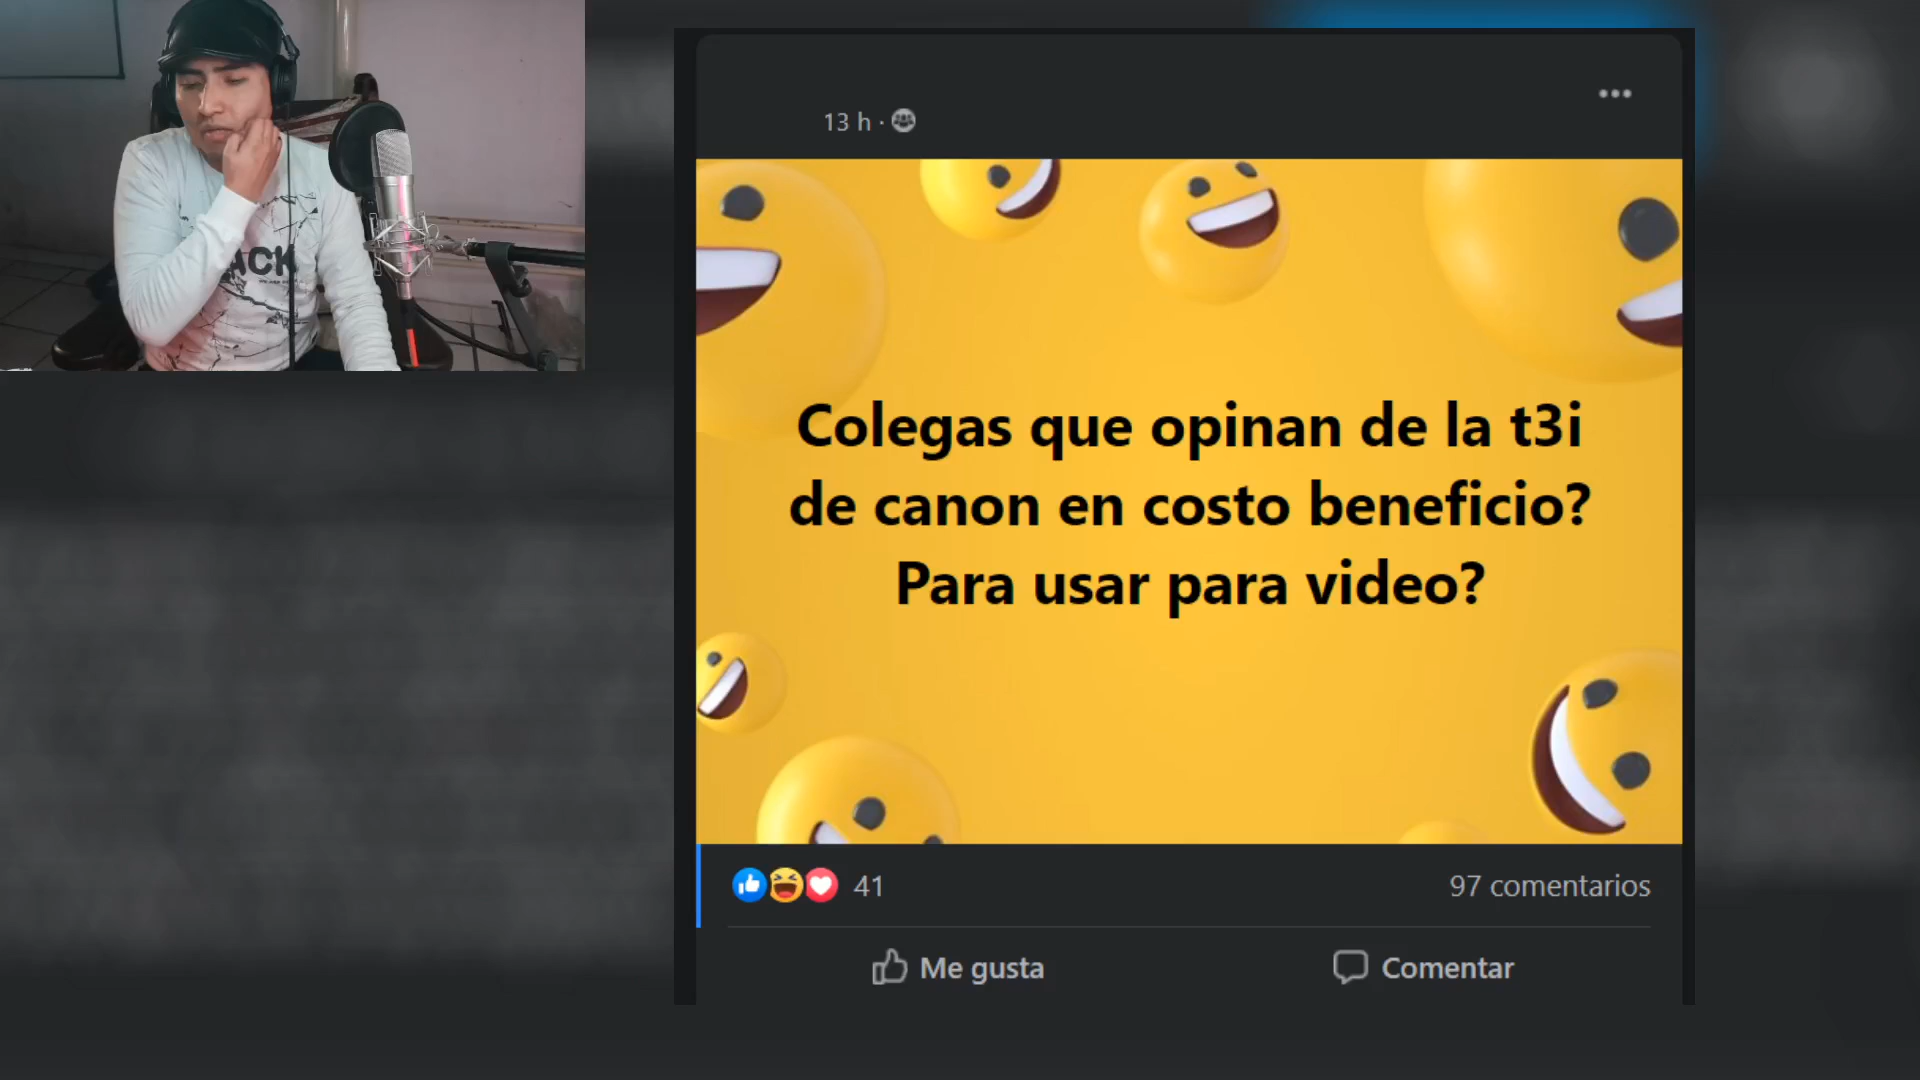 ACK
13 h ·
Colegas que opinan de la t3i
de canon en costo beneficio?
Para usar para video?
41
97 comentarios
Me gusta
Comentar